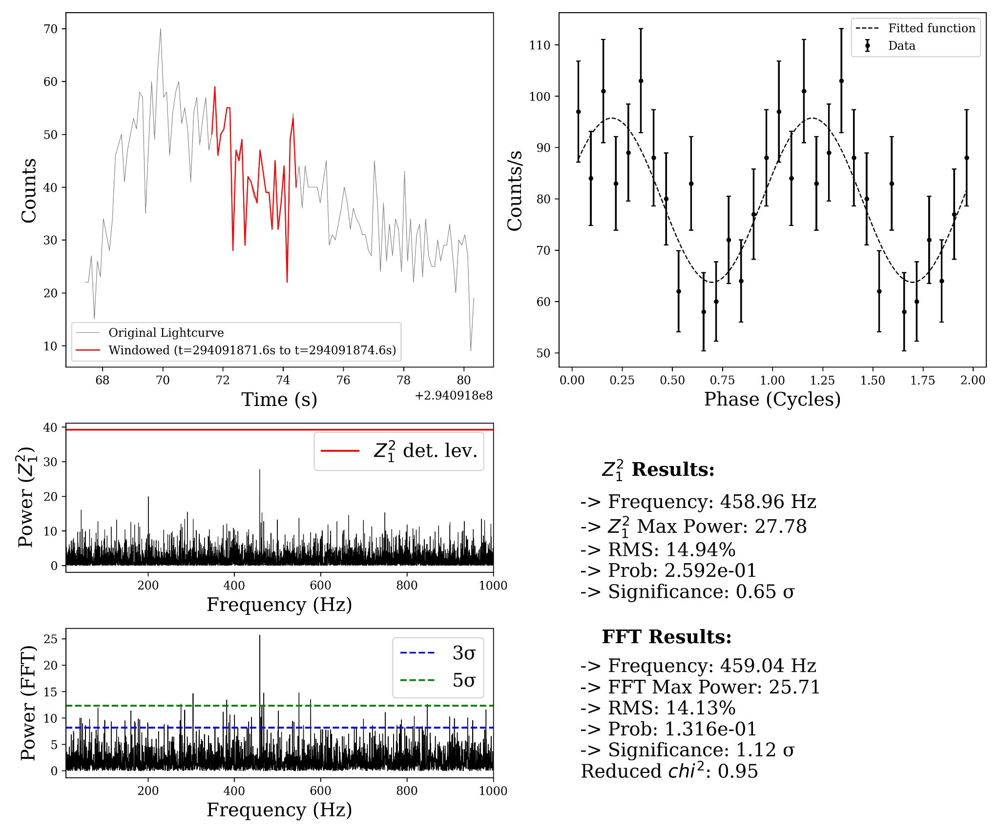 70
60
50
40
30
20
10
Counts
Original Lightcurve
Windowed (t=294091871.6s to t=294091874.6s)
68 70 72 74 76 78 80
+2.940918e8
Time (s)
110
100
90
80
70
60
50
Counts/s
Fitted function
Data
0.00 0.25 0.50 0.75 1.00 1.25 1.50 1.75 2.00
Phase (Cycles)
40
30
20
10
0
Power (Z₁²)
Z₁² det. lev.
200 400 600 800 1000
Frequency (Hz)
25
20
15
10
5
0
Power (FFT)
3σ
5σ
200 400 600 800 1000
Frequency (Hz)
Z₁² Results:
-> Frequency: 458.96 Hz
-> Z₁² Max Power: 27.78
-> RMS: 14.94%
-> Prob: 2.592e-01
-> Significance: 0.65 σ
FFT Results:
-> Frequency: 459.04 Hz
-> FFT Max Power: 25.71
-> RMS: 14.13%
-> Prob: 1.316e-01
-> Significance: 1.12 σ
Reduced chi²: 0.95